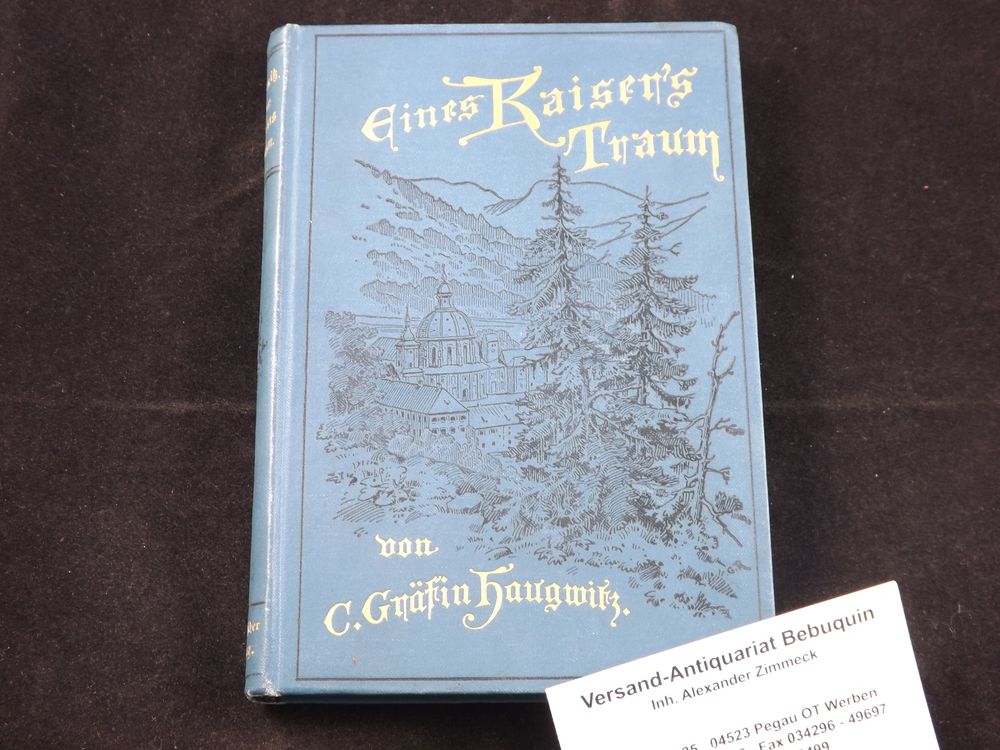 Eines Kaiser's
Traum
von
C. Gräfin Haugwitz.
Versand-Antiquariat Bebuquin
Inh. Alexander Zimmeck
04523 Pegau OT Werben
Fax 034296 - 49697